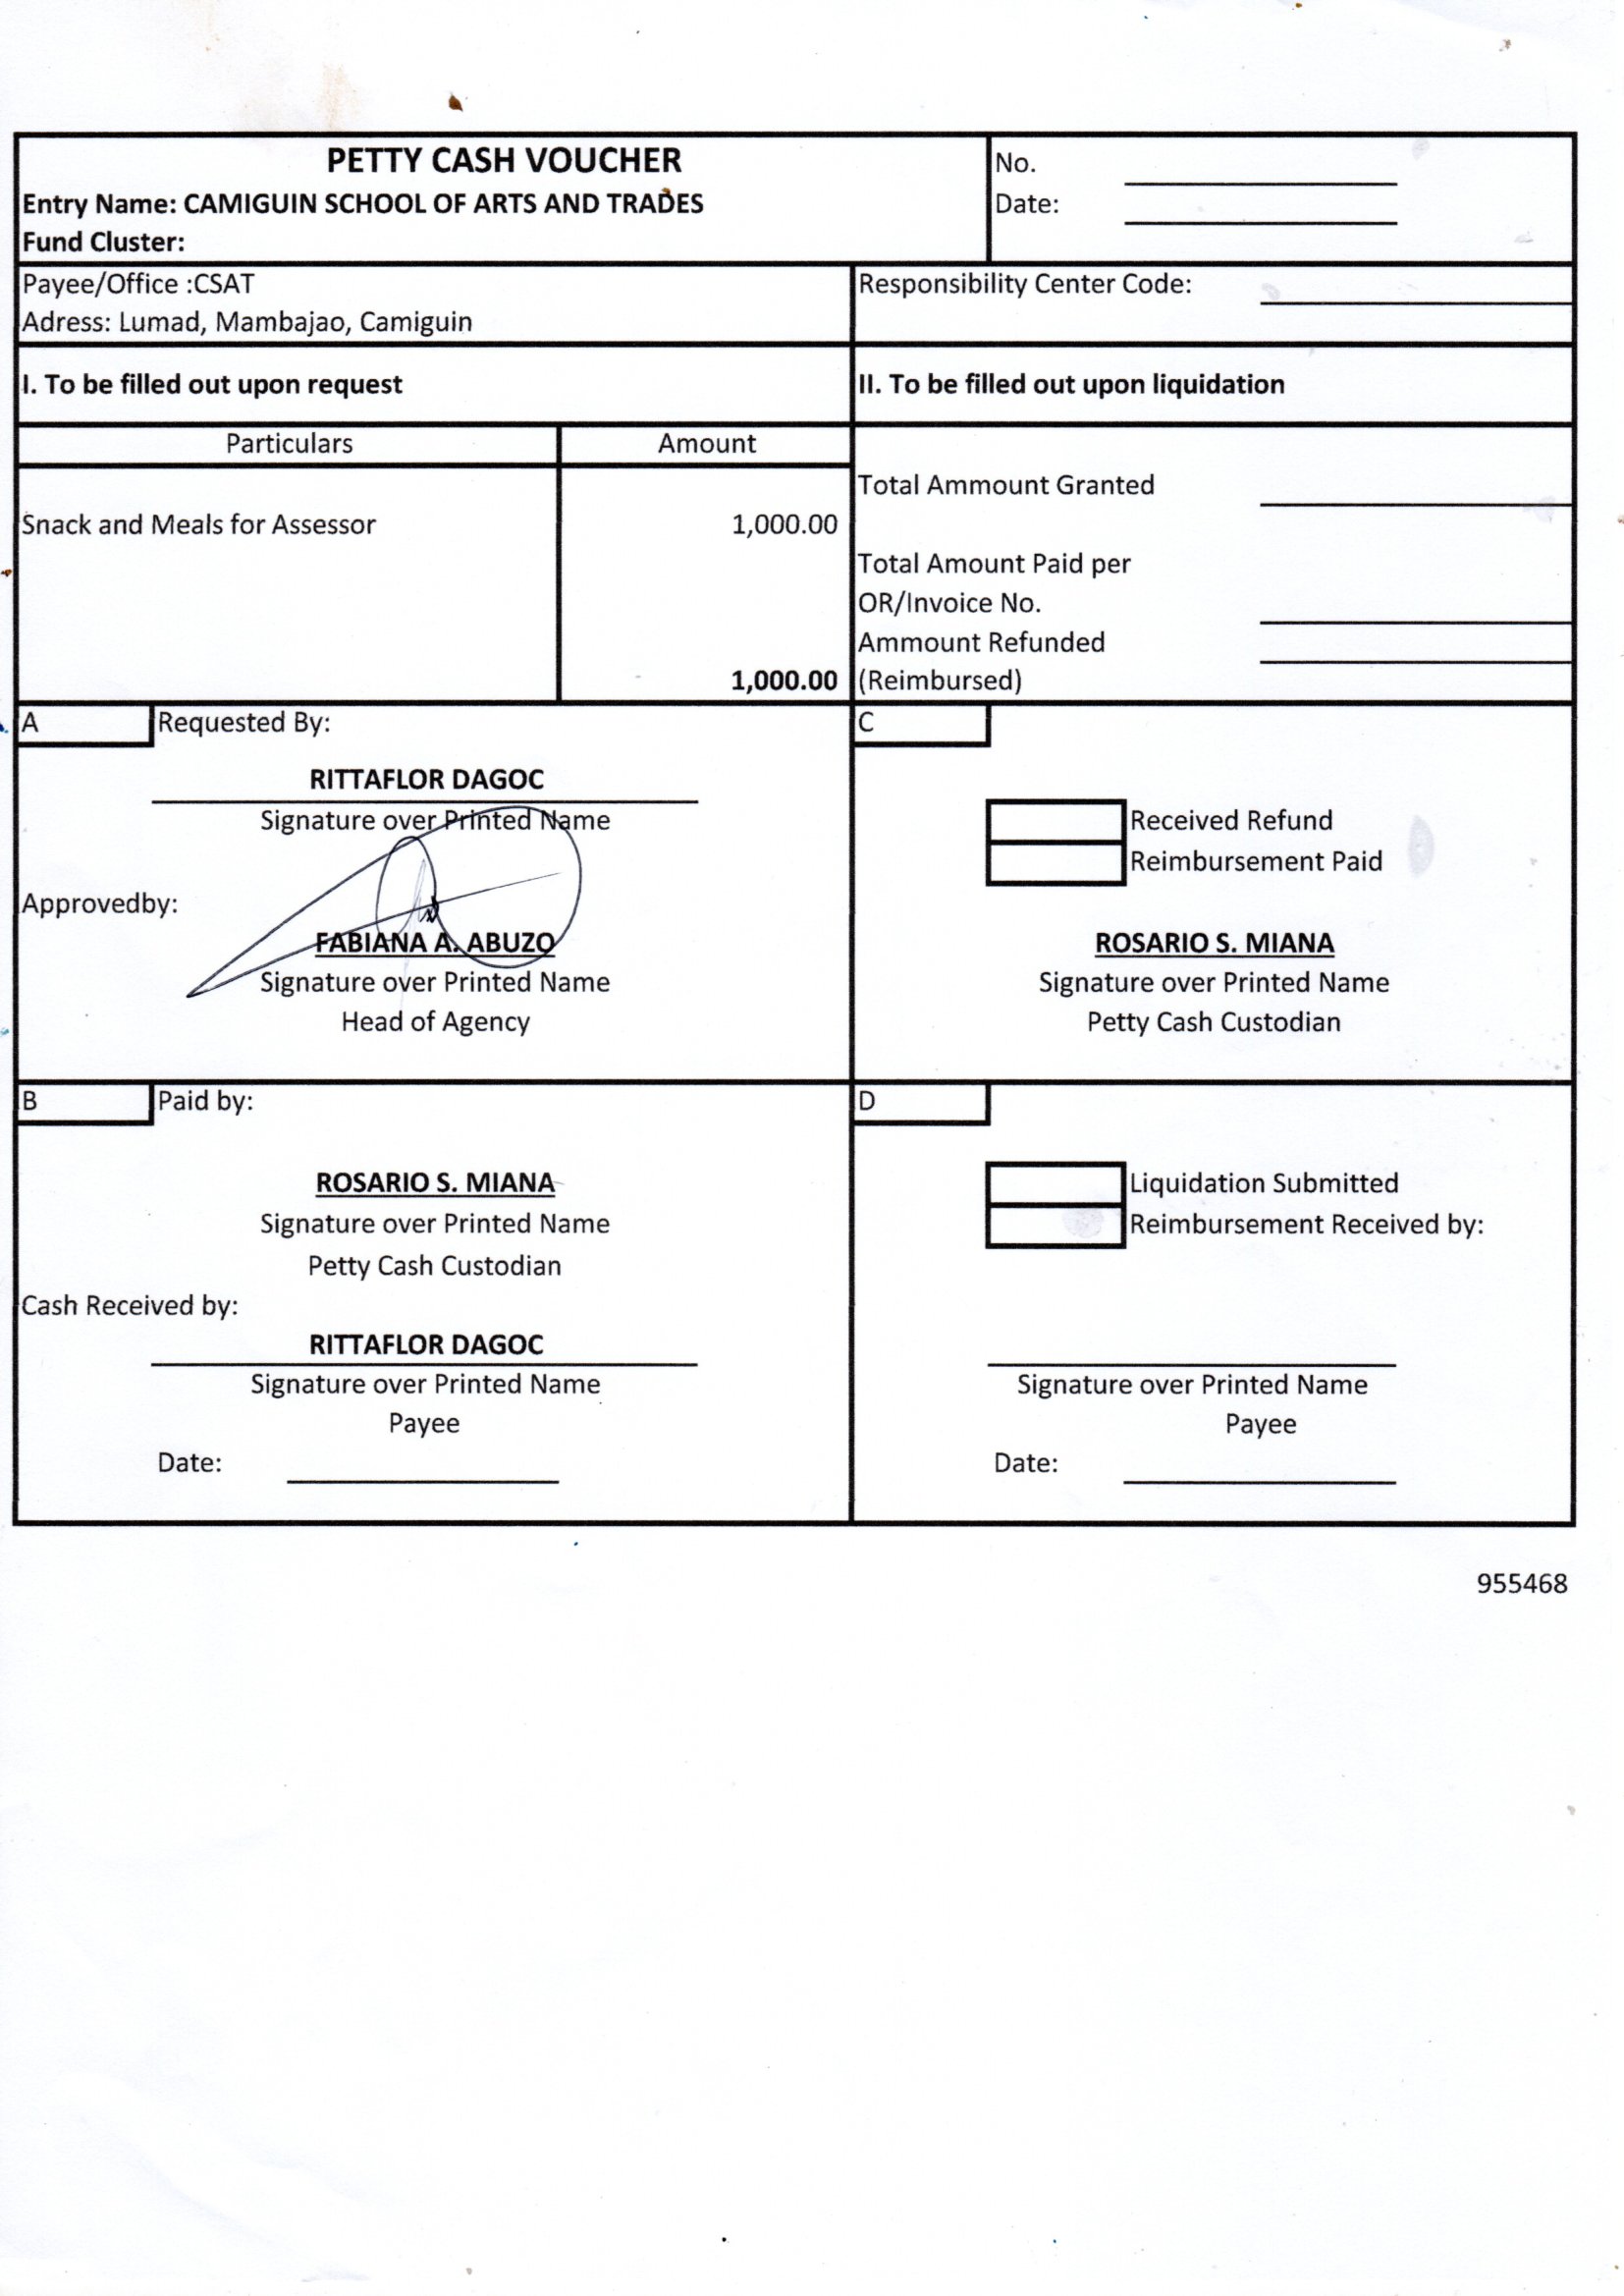 PETTY CASH VOUCHER
Entry Name: CAMIGUIN SCHOOL OF ARTS AND TRADES
Fund Cluster:
No.
Date:
Payee/Office :CSAT
Adress: Lumad, Mambajao, Camiguin
Responsibility Center Code:
I. To be filled out upon request
II. To be filled out upon liquidation
Particulars
Amount
Snack and Meals for Assessor
1,000.00
1,000.00
Total Ammount Granted
Total Amount Paid per
OR/Invoice No.
Ammount Refunded
(Reimbursed)
A
Requested By:
RITTAFLOR DAGOC
Signature over Printed Name
Approvedby:
FABIANA A. ABUZO
Signature over Printed Name
Head of Agency
C
Received Refund
Reimbursement Paid
ROSARIO S. MIANA
Signature over Printed Name
Petty Cash Custodian
B
Paid by:
ROSARIO S. MIANA
Signature over Printed Name
Petty Cash Custodian
Cash Received by:
RITTAFLOR DAGOC
Signature over Printed Name
Payee
Date:
D
Liquidation Submitted
Reimbursement Received by:
Signature over Printed Name
Payee
Date:
955468